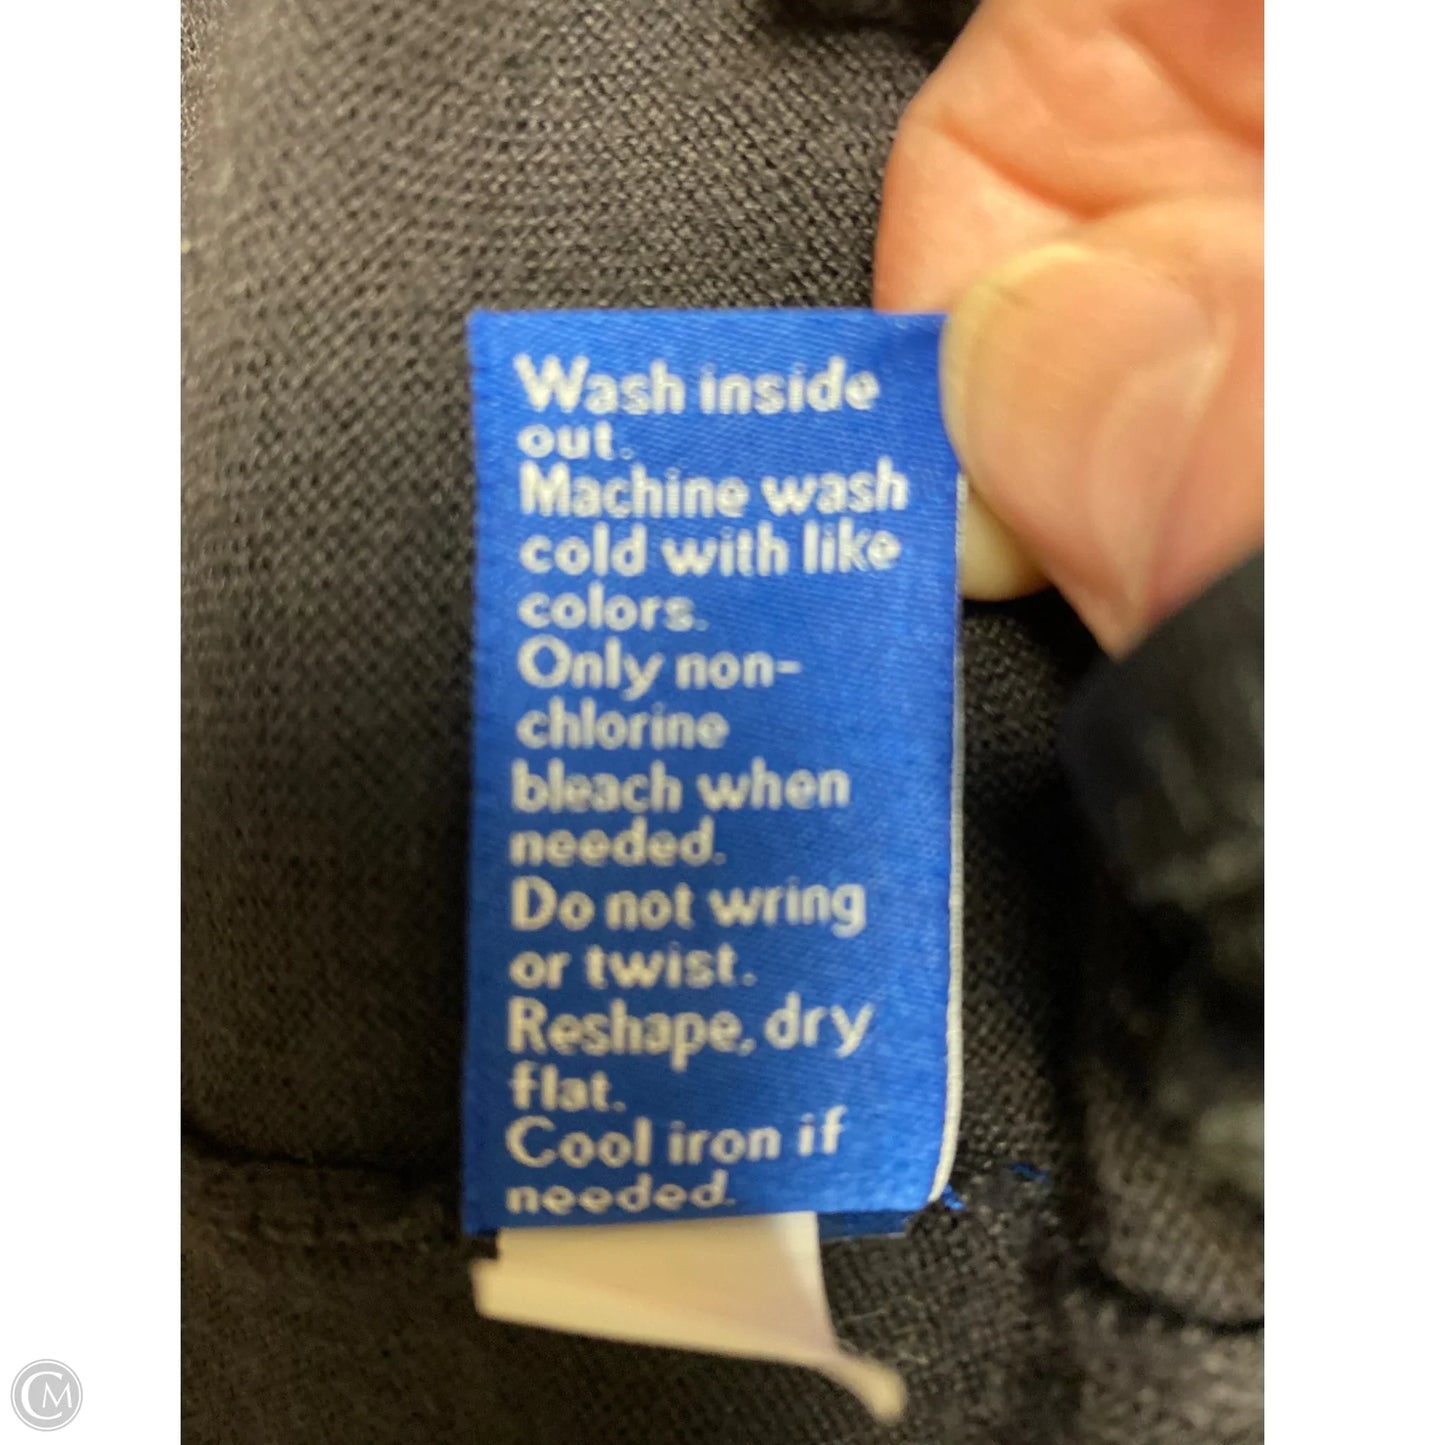 Wash inside
out.
Machine wash
cold with like
colors.
Only non-
chlorine
bleach when
needed.
Do not wring
or twist.
Reshape, dry
flat.
Cool iron if
needed.
CM